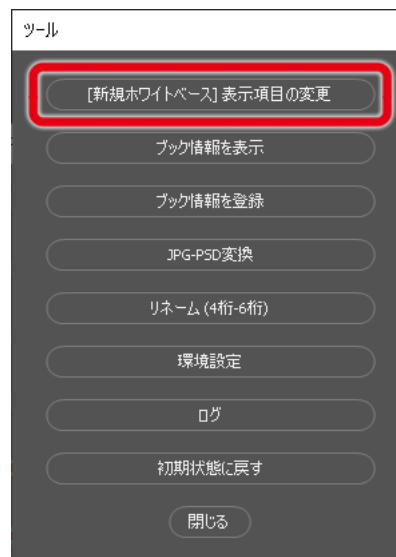 ツール
[新規ホワイトベース] 表示項目の変更
ブック情報を表示
ブック情報を登録
JPG-PSD変換
リネーム (4桁-6桁)
環境設定
ログ
初期状態に戻す
閉じる